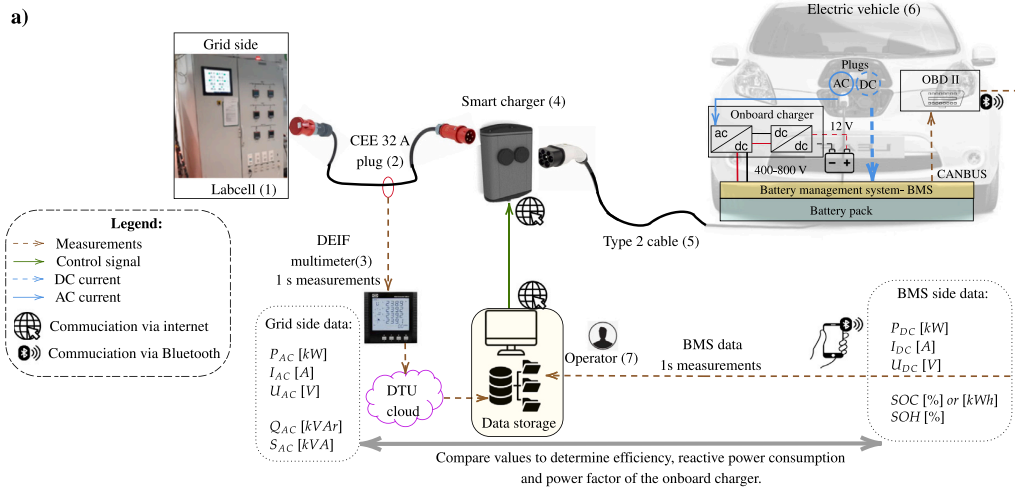 a)
Grid side
Labcell (1)
CEE 32 A
plug (2)
Smart charger (4)
Type 2 cable (5)
Electric vehicle (6)
Plugs
AC
DC
OBD II
Onboard charger
ac
dc
dc
dc
12 V
- +
400-800 V
CANBUS
Battery management system- BMS
Battery pack
Legend:
Measurements
Control signal
DC current
AC current
Commuciation via internet
Commuciation via Bluetooth
DEIF
multimeter(3)
1 s measurements
Grid side data:
P_AC [kW]
I_AC [A]
U_AC [V]
Q_AC [kVAr]
S_AC [kVA]
DTU
cloud
Data storage
Operator (7)
BMS data
1s measurements
BMS side data:
P_DC [kW]
I_DC [A]
U_DC [V]
SOC [%] or [kWh]
SOH [%]
Compare values to determine efficiency, reactive power consumption
and power factor of the onboard charger.